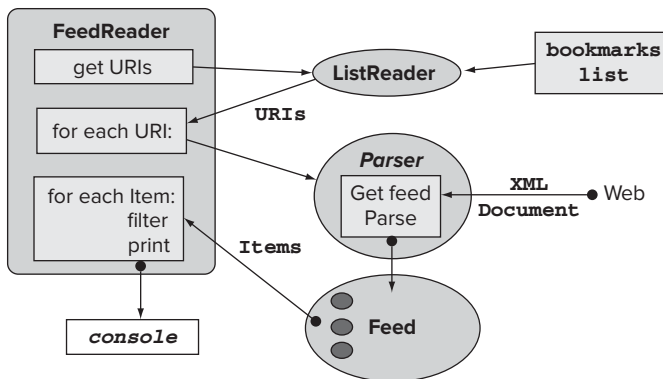 FeedReader
get URIs
ListReader
bookmarks
list
URIs
for each URI:
Parser
Get feed
Parse
XML
Document
Web
for each Item:
filter
print
Items
Feed
console